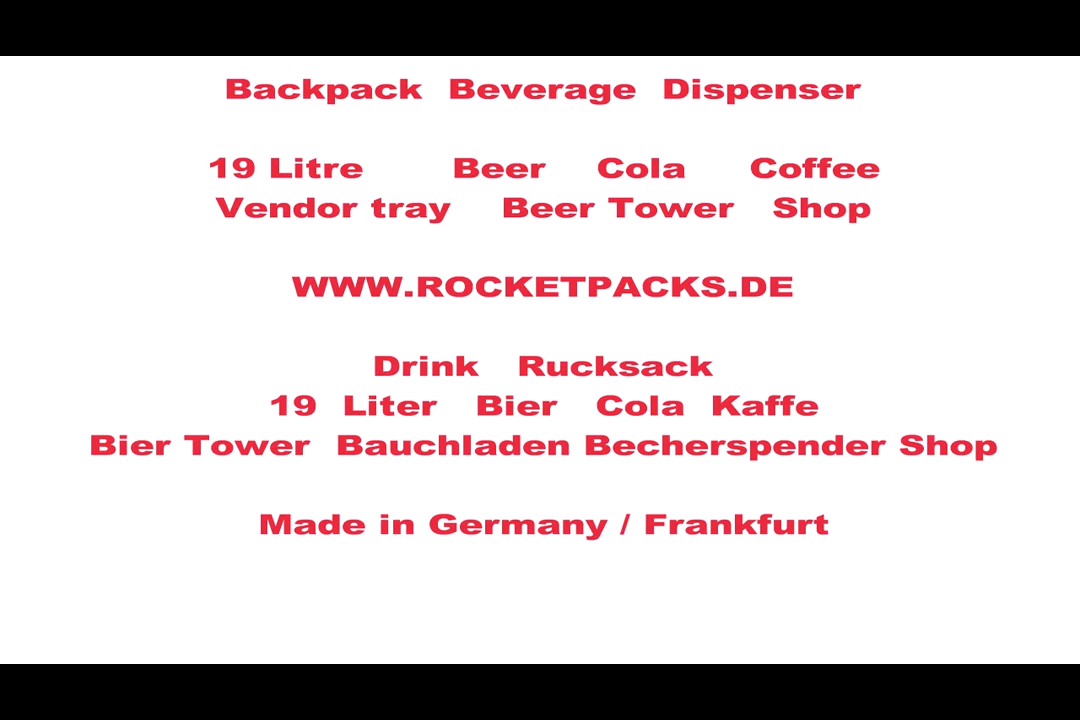 Backpack Beverage Dispenser
19 Litre Beer Cola Coffee
Vendor tray Beer Tower Shop
WWW.ROCKETPACKS.DE
Drink Rucksack
19 Liter Bier Cola Kaffe
Bier Tower Bauchladen Becherspender Shop
Made in Germany / Frankfurt